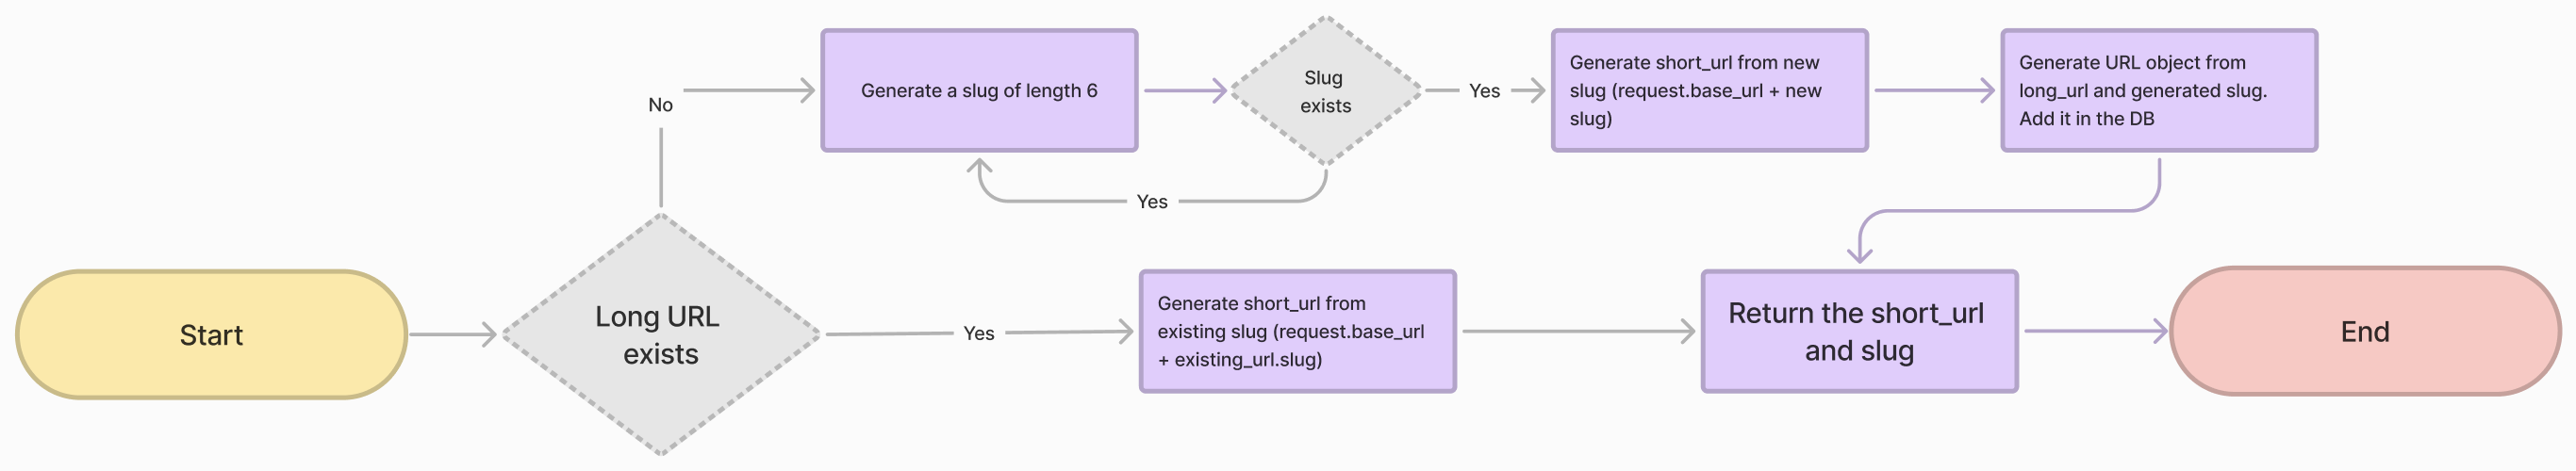 Start
Long URL
exists
No
Generate a slug of length 6
Slug
exists
Yes
Yes
Generate short_url from new
slug (request.base_url + new
slug)
Generate URL object from
long_url and generated slug.
Add it in the DB
Yes
Generate short_url from
existing slug (request.base_url
+ existing_url.slug)
Return the short_url
and slug
End